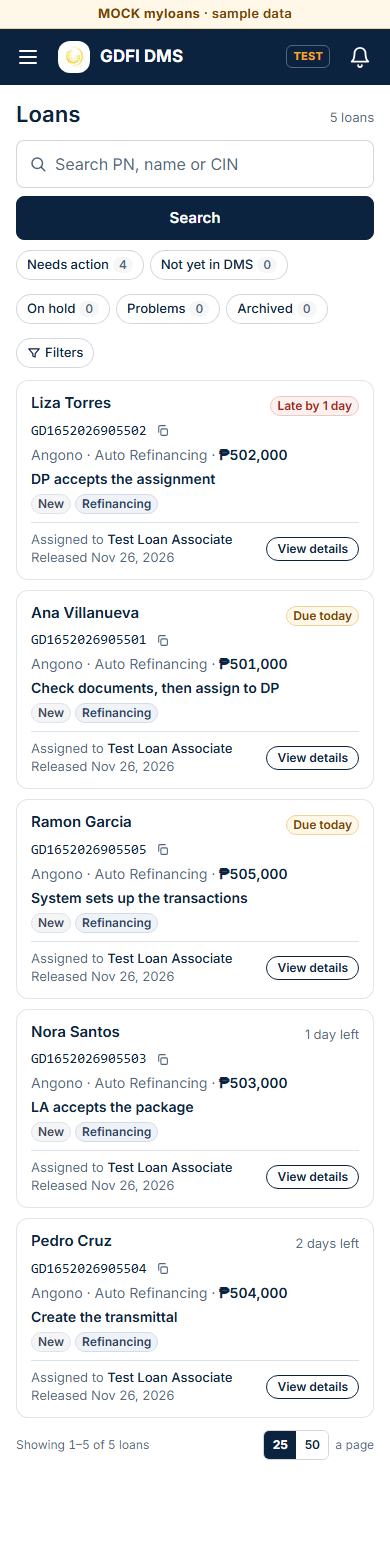 MOCK myloans · sample data
GDFI DMS
TEST
Loans
5 loans
Search PN, name or CIN
Search
Needs action 4
Not yet in DMS 0
On hold 0
Problems 0
Archived 0
Filters
Liza Torres
Late by 1 day
GD1652026905502
Angono · Auto Refinancing · ₱502,000
DP accepts the assignment
New
Refinancing
Assigned to Test Loan Associate
Released Nov 26, 2026
View details
Ana Villanueva
Due today
GD1652026905501
Angono · Auto Refinancing · ₱501,000
Check documents, then assign to DP
New
Refinancing
Assigned to Test Loan Associate
Released Nov 26, 2026
View details
Ramon Garcia
Due today
GD1652026905505
Angono · Auto Refinancing · ₱505,000
System sets up the transactions
New
Refinancing
Assigned to Test Loan Associate
Released Nov 26, 2026
View details
Nora Santos
1 day left
GD1652026905503
Angono · Auto Refinancing · ₱503,000
LA accepts the package
New
Refinancing
Assigned to Test Loan Associate
Released Nov 26, 2026
View details
Pedro Cruz
2 days left
GD1652026905504
Angono · Auto Refinancing · ₱504,000
Create the transmittal
New
Refinancing
Assigned to Test Loan Associate
Released Nov 26, 2026
View details
Showing 1–5 of 5 loans
25
50
a page